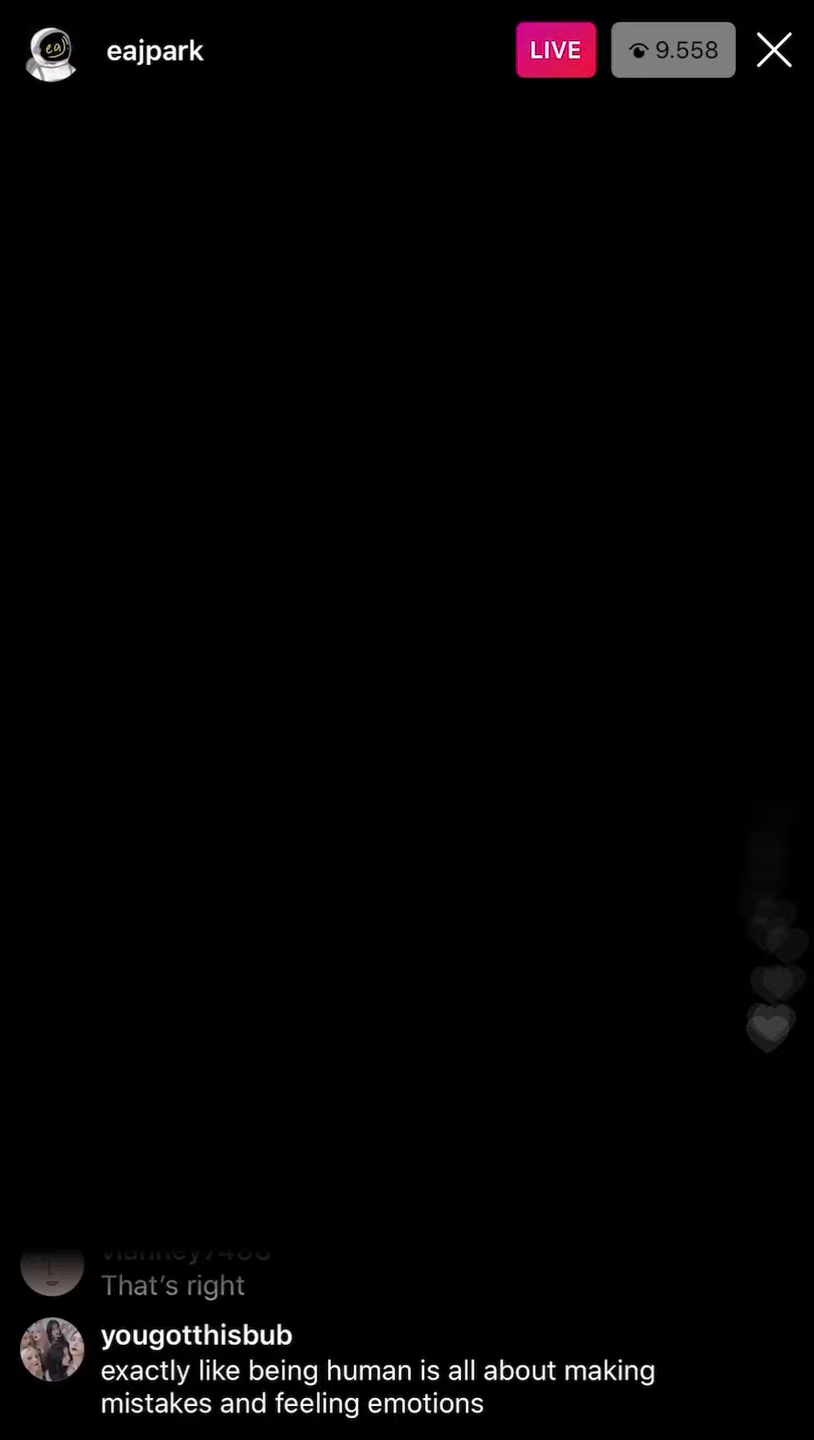 eaj
eajpark
LIVE
9.558
That's right
yougotthisbub
exactly like being human is all about making
mistakes and feeling emotions